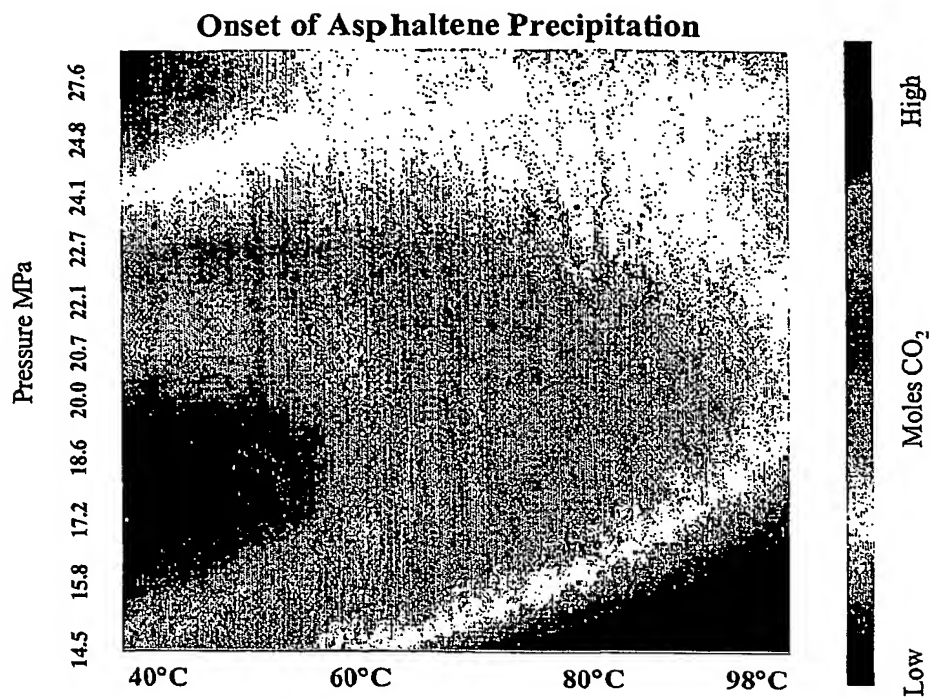 Onset of Asphaltene Precipitation
Pressure MPa
27.6
24.8
24.1
22.7
22.1
20.7
20.0
18.6
17.2
15.8
14.5
40°C 60°C 80°C 98°C
High
Moles CO₂
Low